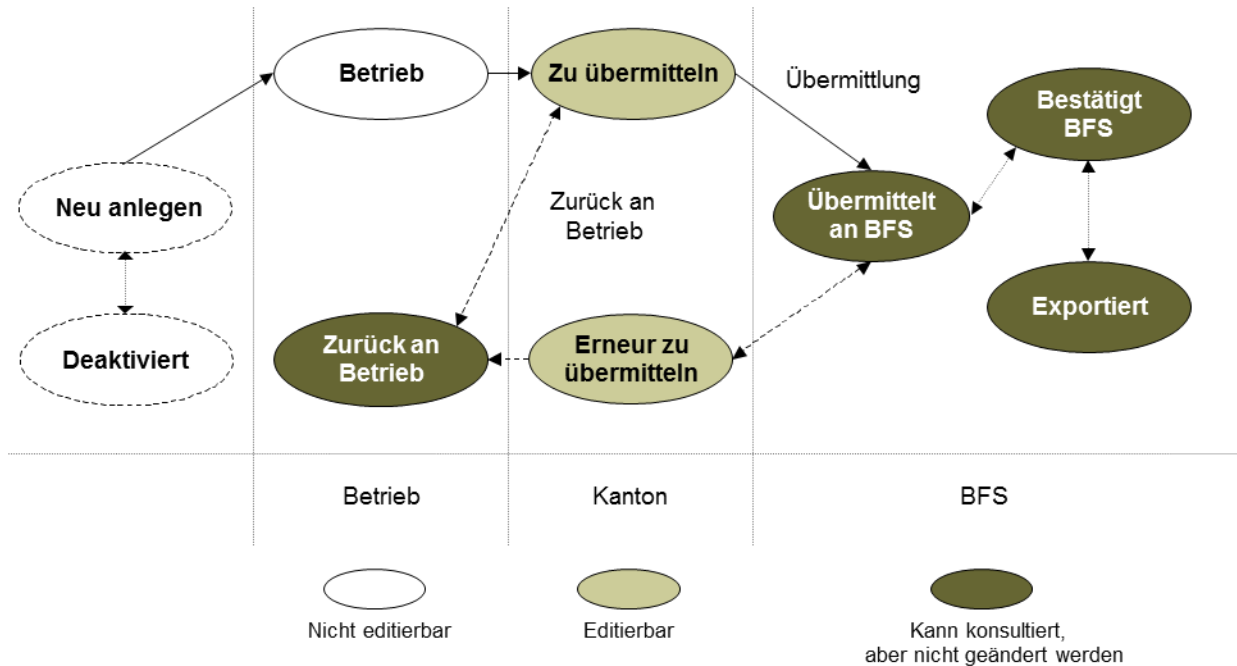 Betrieb
Zu übermitteln
Übermittlung
Bestätigt
BFS
Neu anlegen
Zurück an
Betrieb
Übermittelt
an BFS
Deaktiviert
Zurück an
Betrieb
Erneur zu
übermitteln
Exportiert
Betrieb
Kanton
BFS
Nicht editierbar
Editierbar
Kann konsultiert,
aber nicht geändert werden